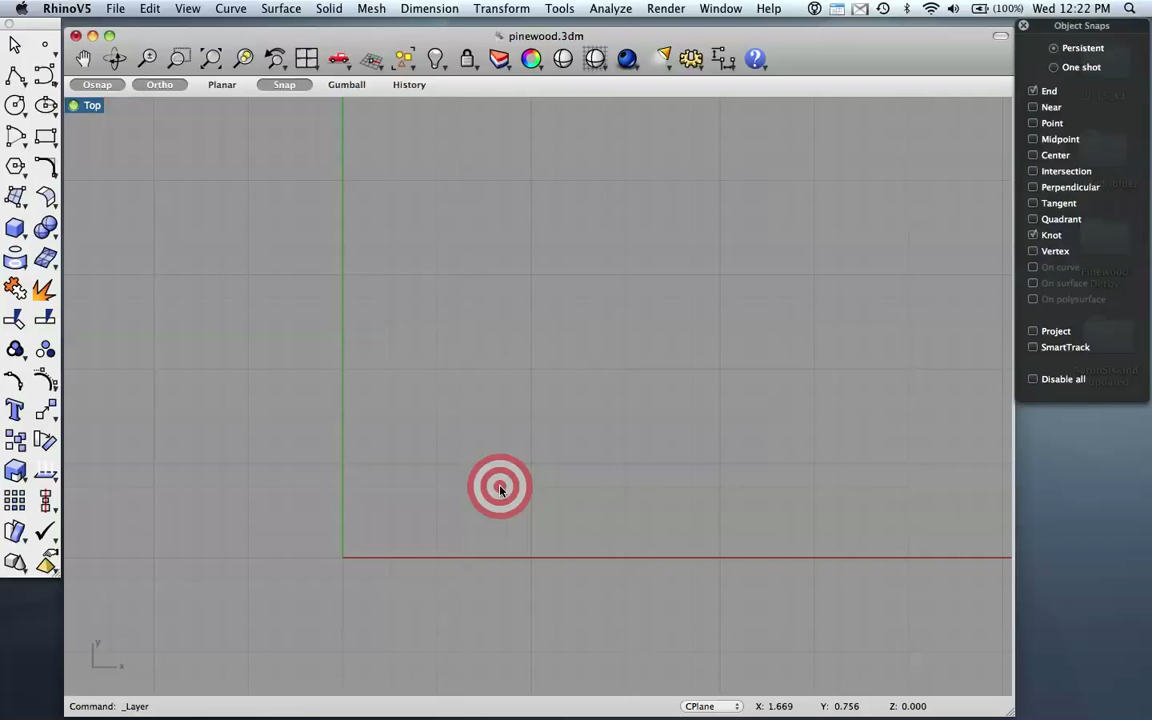 RhinoV5 File Edit View Curve Surface Solid Mesh Dimension Transform Tools Analyze Render Window Help (100%) Wed 12:22 PM
pinewood.3dm
Object Snaps
Persistent
One shot
Osnap Ortho Planar Snap Gumball History
Top
End
Near
Point
Midpoint
Center
Intersection
Perpendicular
Tangent
Quadrant
Knot
Vertex
On curve
On surface
On polysurface
Project
SmartTrack
Disable all
y
x
Command: _Layer CPlane X: 1.669 Y: 0.756 Z: 0.000